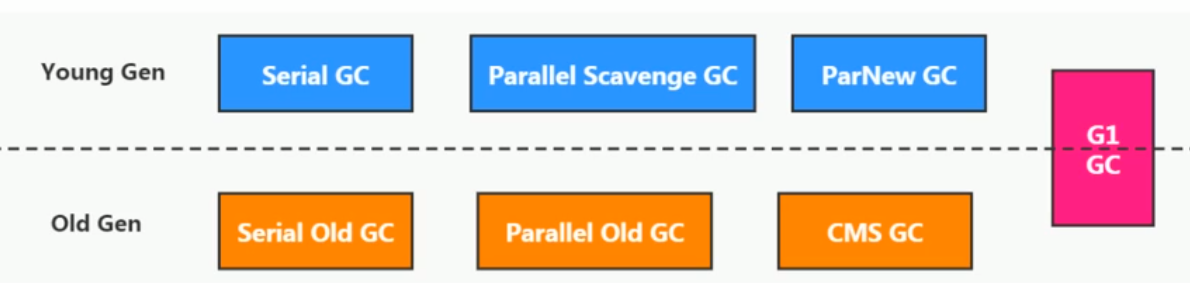 Young Gen
Serial GC
Parallel Scavenge GC
ParNew GC
G1
GC
Old Gen
Serial Old GC
Parallel Old GC
CMS GC